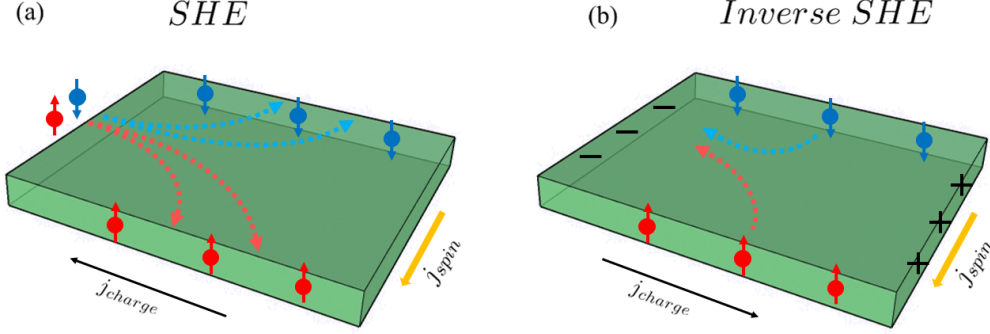 (a) SHE
j_charge
j_spin
(b) Inverse SHE
− − −
+ + +
j_charge
j_spin